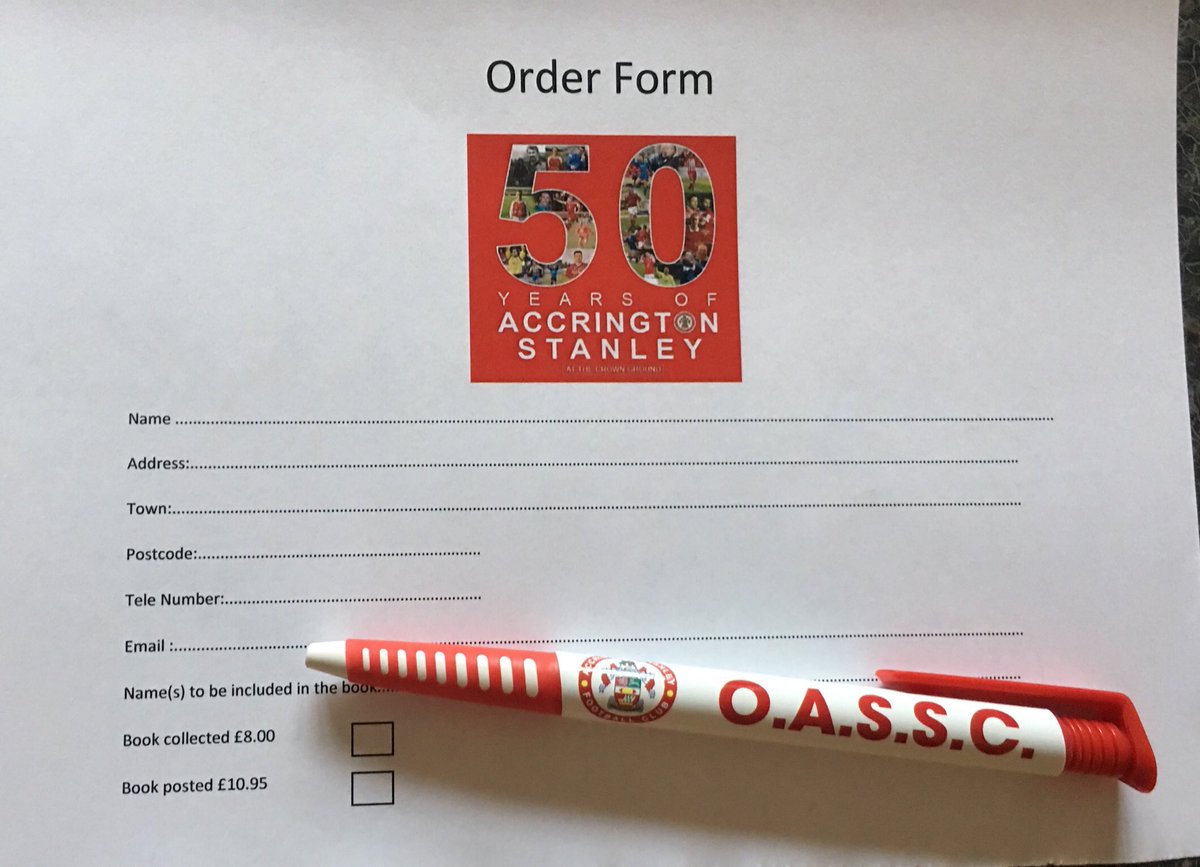 Order Form
50
YEARS OF
ACCRINGTON
STANLEY
AT THE CROWN GROUND
Name ................................................................
Address:................................................................
Town:................................................................
Postcode:................................................................
Tele Number:................................................................
Email :................................................................
Name(s) to be included in the book................................
Book collected £8.00
Book posted £10.95
FOOTBALL CLUB
O.A.S.S.C.